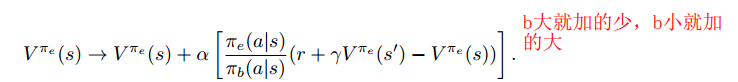 V^{π_e}(s) → V^{π_e}(s) + α [ \frac{π_e(a|s)}{π_b(a|s)} (r + γV^{π_e}(s′) − V^{π_e}(s)) ] .
b大就加的少，b小就加
的大